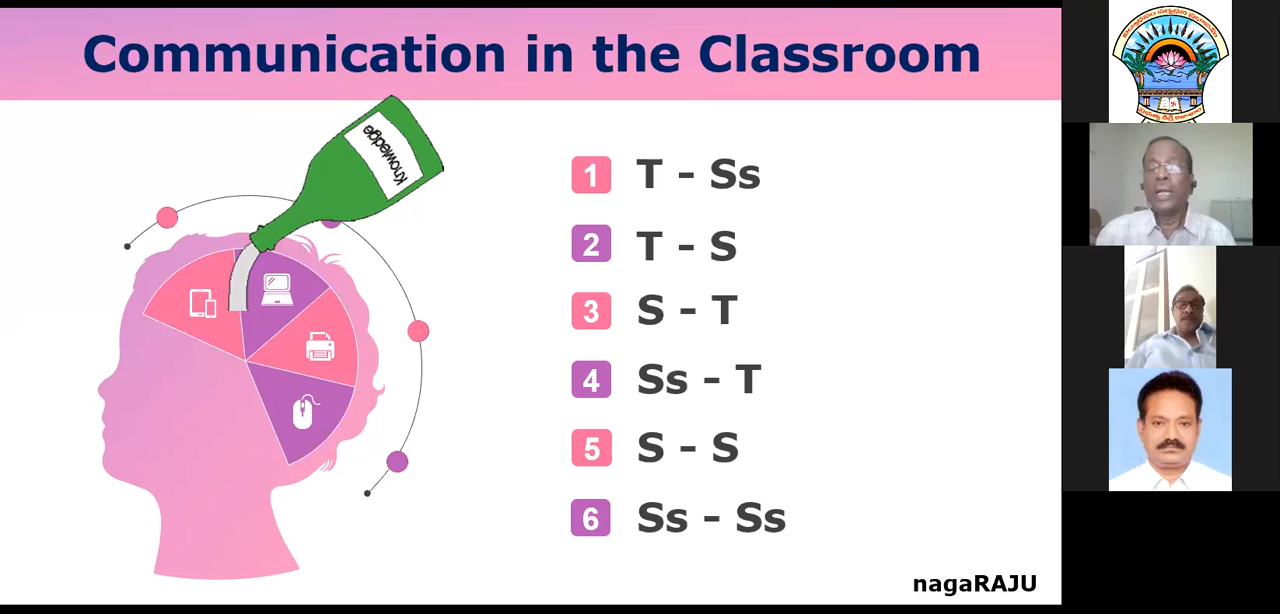 Communication in the Classroom
Knowledge
1 T - Ss
2 T - S
3 S - T
4 Ss - T
5 S - S
6 Ss - Ss
nagaRAJU